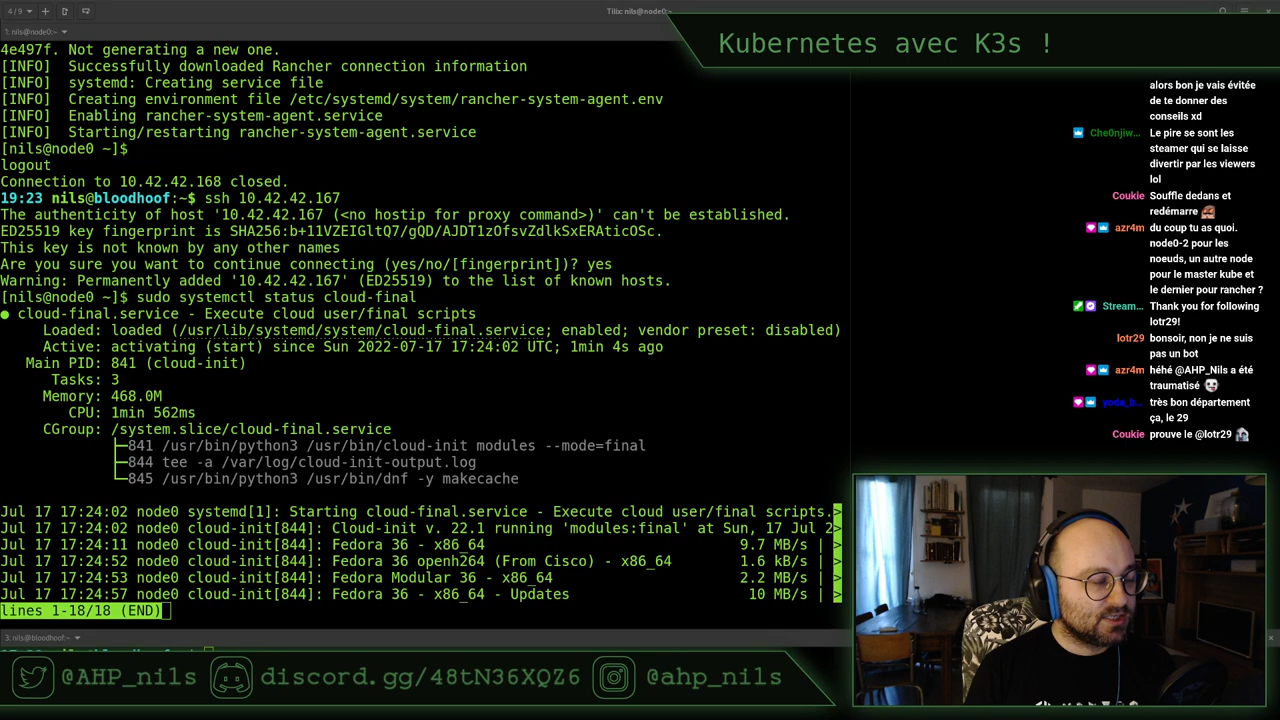 4 / 9
Tilix: nils@node0:~
1: nils@node0:~
Kubernetes avec K3s !
4e497f. Not generating a new one.
[INFO]  Successfully downloaded Rancher connection information
[INFO]  systemd: Creating service file
[INFO]  Creating environment file /etc/systemd/system/rancher-system-agent.env
[INFO]  Enabling rancher-system-agent.service
[INFO]  Starting/restarting rancher-system-agent.service
[nils@node0 ~]$
logout
Connection to 10.42.42.168 closed.
19:23 nils@bloodhoof:~$ ssh 10.42.42.167
The authenticity of host '10.42.42.167 (<no hostip for proxy command>)' can't be established.
ED25519 key fingerprint is SHA256:b+11VZEIGltQ7/gQD/AJDT1zOfsvZdlkSxERAticOSc.
This key is not known by any other names
Are you sure you want to continue connecting (yes/no/[fingerprint])? yes
Warning: Permanently added '10.42.42.167' (ED25519) to the list of known hosts.
[nils@node0 ~]$ sudo systemctl status cloud-final
● cloud-final.service - Execute cloud user/final scripts
Loaded: loaded (/usr/lib/systemd/system/cloud-final.service; enabled; vendor preset: disabled)
Active: activating (start) since Sun 2022-07-17 17:24:02 UTC; 1min 4s ago
Main PID: 841 (cloud-init)
Tasks: 3
Memory: 468.0M
CPU: 1min 562ms
CGroup: /system.slice/cloud-final.service
├─841 /usr/bin/python3 /usr/bin/cloud-init modules --mode=final
├─844 tee -a /var/log/cloud-init-output.log
└─845 /usr/bin/python3 /usr/bin/dnf -y makecache
Jul 17 17:24:02 node0 systemd[1]: Starting cloud-final.service - Execute cloud user/final scripts.>
Jul 17 17:24:02 node0 cloud-init[844]: Cloud-init v. 22.1 running 'modules:final' at Sun, 17 Jul 2>
Jul 17 17:24:11 node0 cloud-init[844]: Fedora 36 - x86_64                              9.7 MB/s | >
Jul 17 17:24:52 node0 cloud-init[844]: Fedora 36 openh264 (From Cisco) - x86_64        1.6 kB/s | >
Jul 17 17:24:53 node0 cloud-init[844]: Fedora Modular 36 - x86_64                      2.2 MB/s | >
Jul 17 17:24:57 node0 cloud-init[844]: Fedora 36 - x86_64 - Updates                     10 MB/s | >
lines 1-18/18 (END)
3: nils@bloodhoof:~
alors bon je vais évitée
de te donner des
conseils xd
Che0njiw… Le pire se sont les
steamer qui se laisse
divertir par les viewers
lol
Coukie Souffle dedans et
redémarre
azr4m du coup tu as quoi.
node0-2 pour les
noeuds, un autre node
pour le master kube et
le dernier pour rancher ?
Stream… Thank you for following
lotr29!
lotr29 bonsoir, non je ne suis
pas un bot
azr4m héhé @AHP_Nils a été
traumatisé
très bon département
ça, le 29
Coukie prouve le @lotr29
@AHP_nils
discord.gg/48tN36XQZ6
@ahp_nils